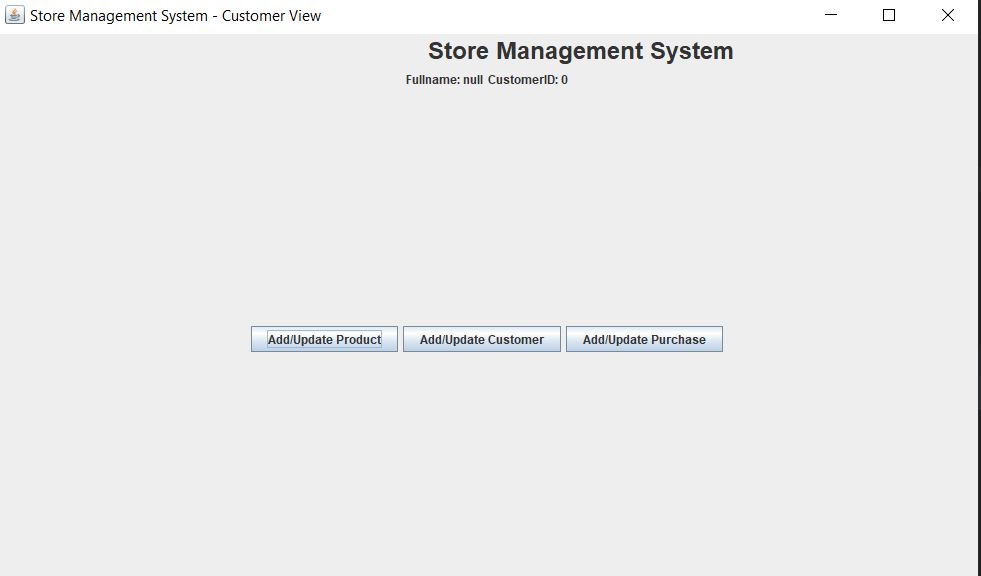 Store Management System - Customer View
Store Management System
Fullname: null CustomerID: 0
Add/Update Product Add/Update Customer Add/Update Purchase